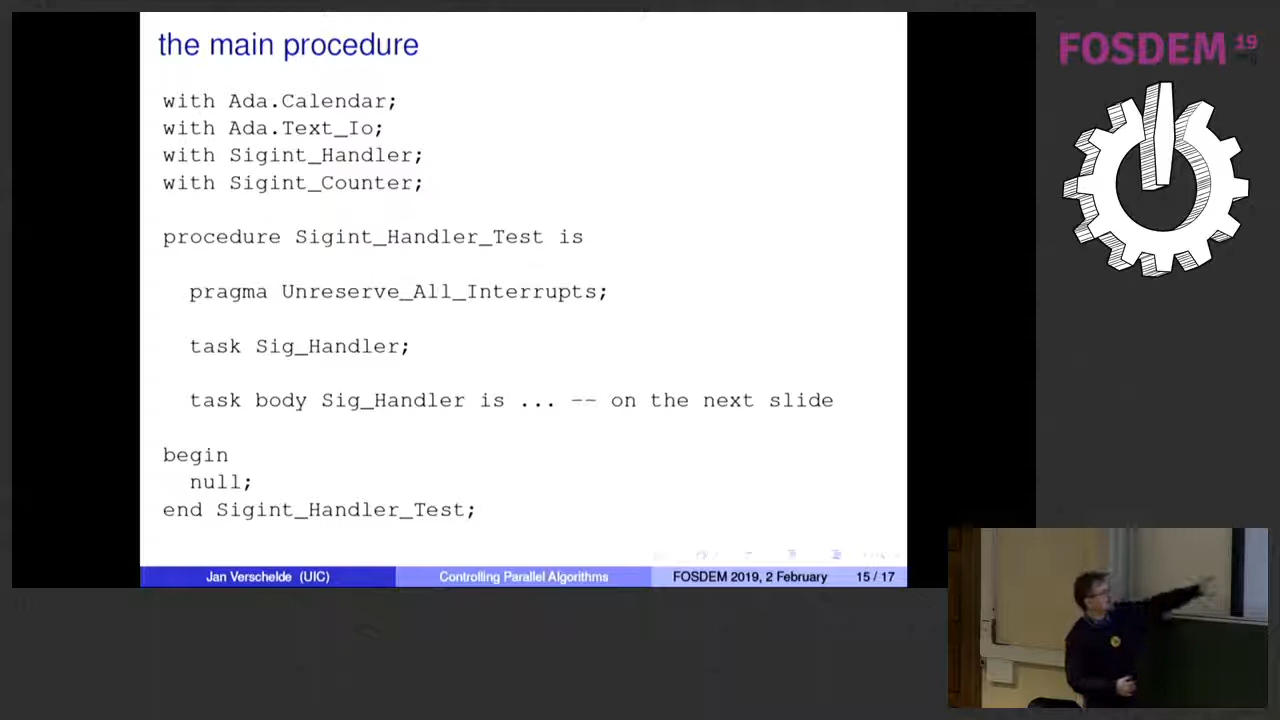 the main procedure
with Ada.Calendar;
with Ada.Text_Io;
with Sigint_Handler;
with Sigint_Counter;
procedure Sigint_Handler_Test is
pragma Unreserve_All_Interrupts;
task Sig_Handler;
task body Sig_Handler is ... -- on the next slide
begin
null;
end Sigint_Handler_Test;
Jan Verschelde (UIC) Controlling Parallel Algorithms FOSDEM 2019, 2 February 15 / 17
FOSDEM 19